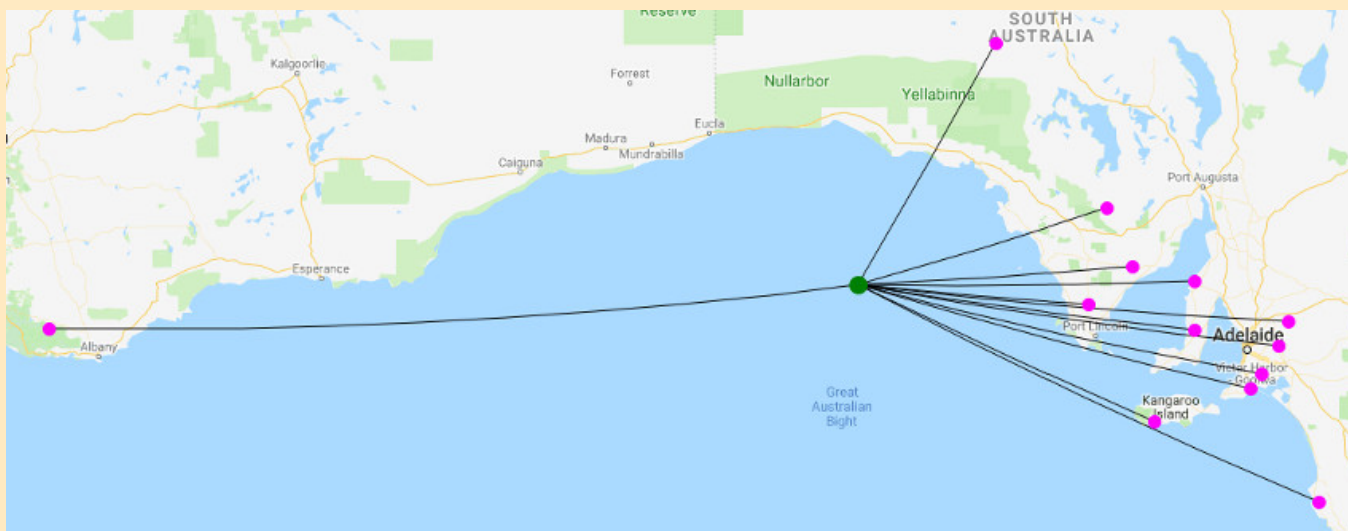 Reserve
SOUTH
AUSTRALIA
Kalgoorlie
Forrest
Nullarbor
Yellabinna
Eucla
Madura
Mundrabilla
Caiguna
Port Augusta
Esperance
Port Lincoln
Adelaide
Albany
Victor Harbor
- Goolwa
Great
Australian
Bight
Kangaroo
Island